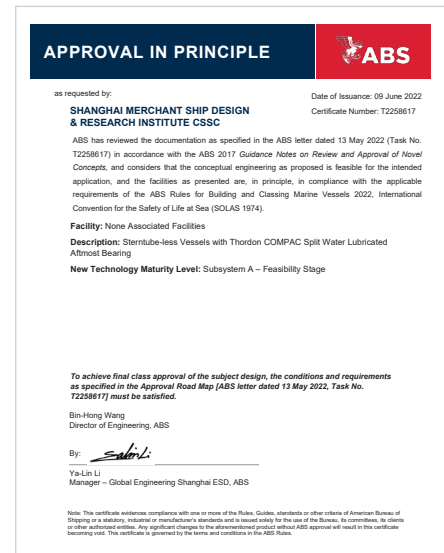 APPROVAL IN PRINCIPLE
ABS
as requested by:
Date of Issuance: 09 June 2022
SHANGHAI MERCHANT SHIP DESIGN
& RESEARCH INSTITUTE CSSC
Certificate Number: T2258617
ABS has reviewed the documentation as specified in the ABS letter dated 13 May 2022 (Task No.
T2258617) in accordance with the ABS 2017 Guidance Notes on Review and Approval of Novel
Concepts, and considers that the conceptual engineering as proposed is feasible for the intended
application, and the facilities as presented are, in principle, in compliance with the applicable
requirements of the ABS Rules for Building and Classing Marine Vessels 2022, International
Convention for the Safety of Life at Sea (SOLAS 1974).
Facility: None Associated Facilities
Description: Sterntube-less Vessels with Thordon COMPAC Split Water Lubricated
Aftmost Bearing
New Technology Maturity Level: Subsystem A – Feasibility Stage
To achieve final class approval of the subject design, the conditions and requirements
as specified in the Approval Road Map [ABS letter dated 13 May 2022, Task No.
T2258617] must be satisfied.
Bin-Hong Wang
Director of Engineering, ABS
By: Yalin Li
Ya-Lin Li
Manager – Global Engineering Shanghai ESD, ABS
Note: This certificate evidences compliance with one or more of the Rules, Guides, standards or other criteria of American Bureau of
Shipping or a statutory, industrial or manufacturer's standards and is issued solely for the use of the Bureau, its committees, its clients
or other authorized entities. Any significant changes to the aforementioned product without ABS approval will result in this certificate
becoming void. This certificate is governed by the terms and conditions in the ABS Rules.